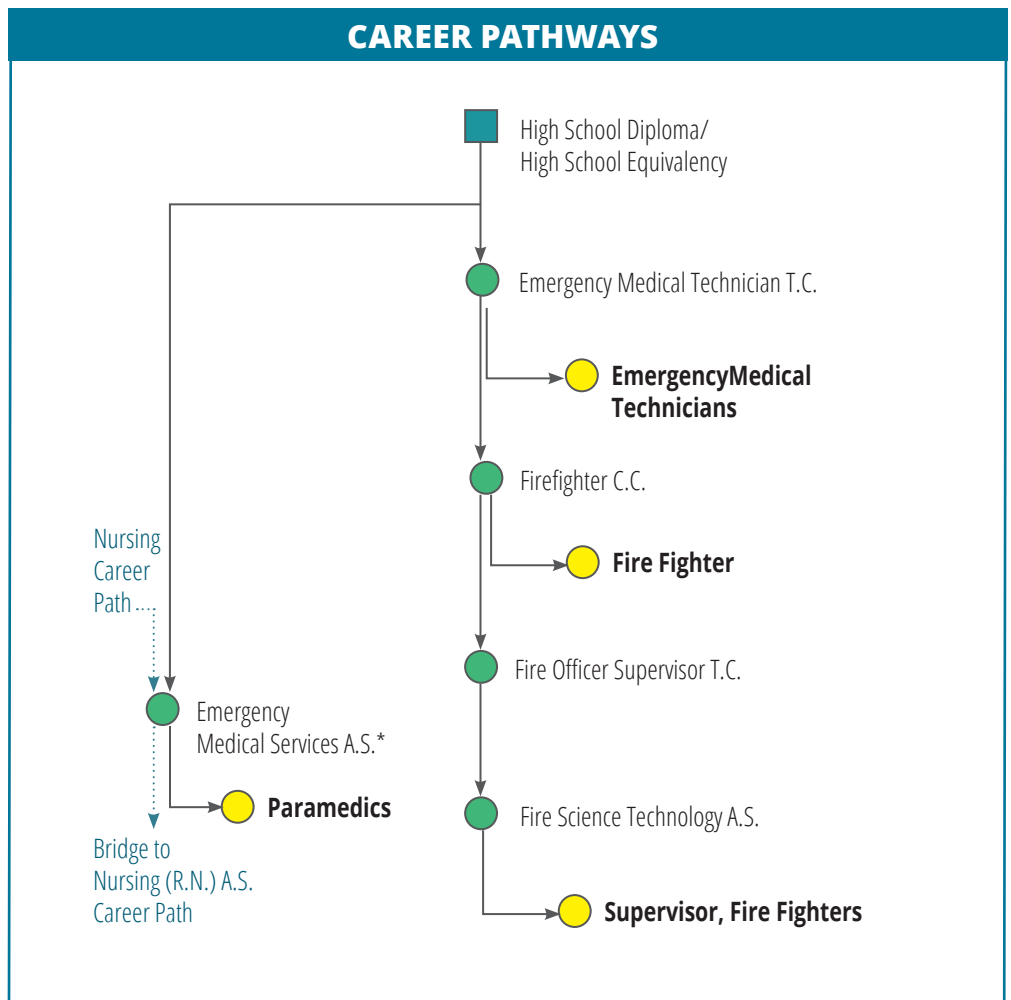 CAREER PATHWAYS
High School Diploma/
High School Equivalency
Emergency Medical Technician T.C.
EmergencyMedical
Technicians
Firefighter C.C.
Nursing
Career
Path ....
Fire Fighter
Fire Officer Supervisor T.C.
Emergency
Medical Services A.S.*
Paramedics
Fire Science Technology A.S.
Bridge to
Nursing (R.N.) A.S.
Career Path
Supervisor, Fire Fighters